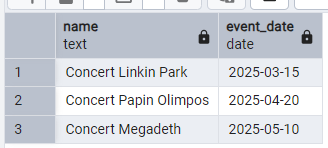 name event_date
text date
1 Concert Linkin Park 2025-03-15
2 Concert Papin Olimpos 2025-04-20
3 Concert Megadeth 2025-05-10